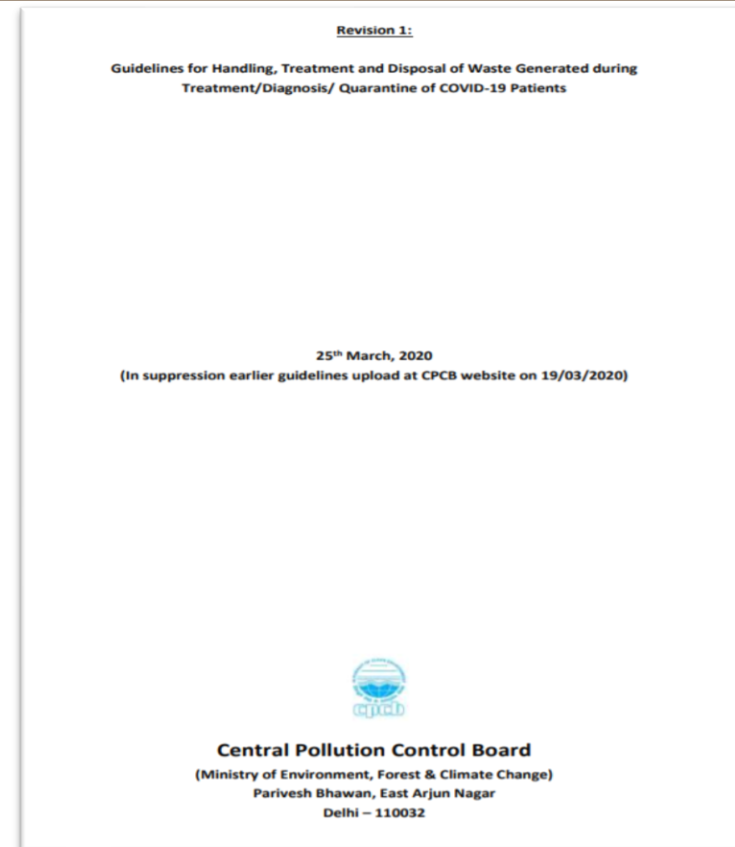 Revision 1:
Guidelines for Handling, Treatment and Disposal of Waste Generated during
Treatment/Diagnosis/ Quarantine of COVID-19 Patients
25th March, 2020
(In suppression earlier guidelines upload at CPCB website on 19/03/2020)
cpcb
Central Pollution Control Board
(Ministry of Environment, Forest & Climate Change)
Parivesh Bhawan, East Arjun Nagar
Delhi – 110032